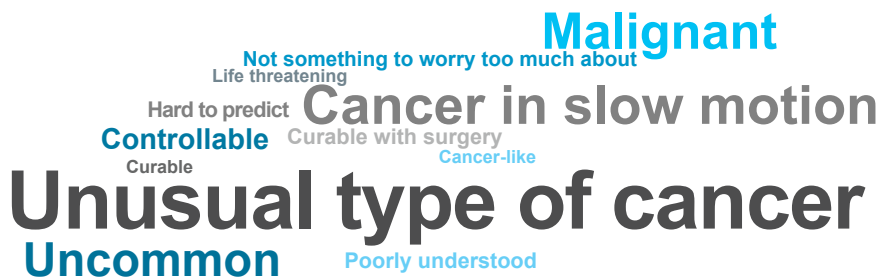 Malignant
Not something to worry too much about
Life threatening
Hard to predict
Cancer in slow motion
Controllable
Curable with surgery
Cancer-like
Curable
Unusual type of cancer
Uncommon
Poorly understood